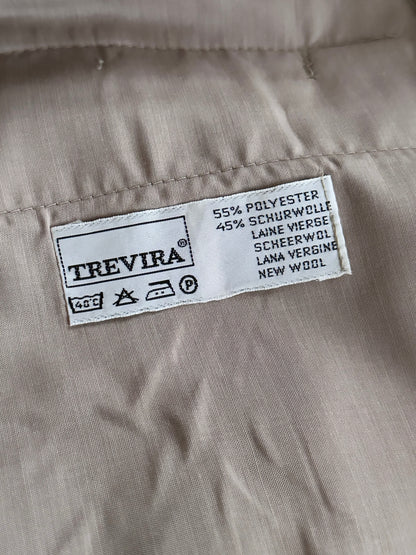 TREVIRA®
40°C
P
55% POLYESTER
45% SCHURWOLLE
LAINE VIERGE
SCHEERWOL
LANA VERGINE
NEW WOOL